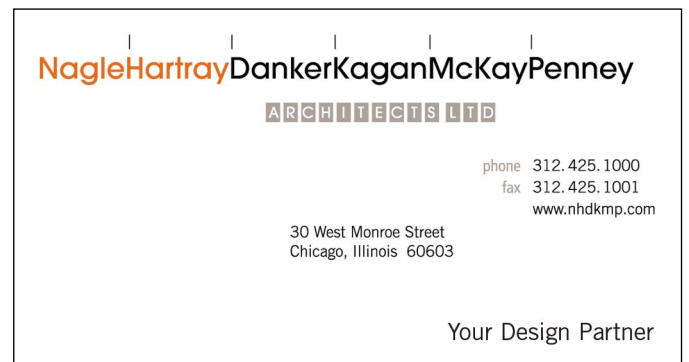 NagleHartrayDankerKaganMcKayPenney
ARCHITECTS LTD
phone 312.425.1000
fax 312.425.1001
www.nhdkmp.com
30 West Monroe Street
Chicago, Illinois 60603
Your Design Partner